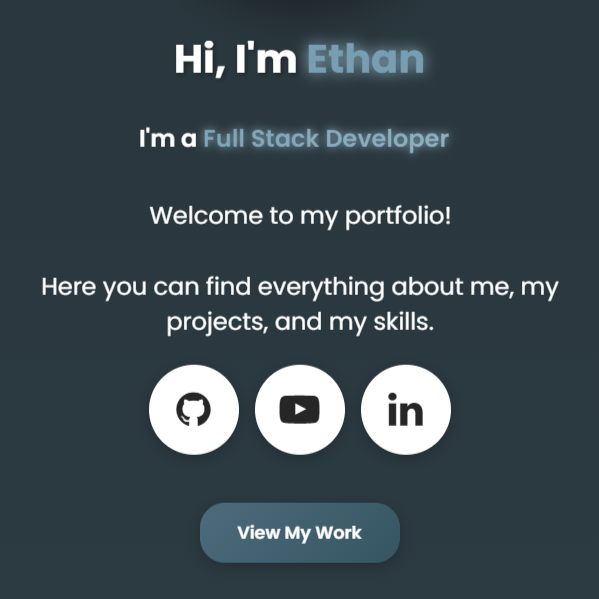 Hi, I'm Ethan
I'm a Full Stack Developer
Welcome to my portfolio!
Here you can find everything about me, my
projects, and my skills.
in
View My Work